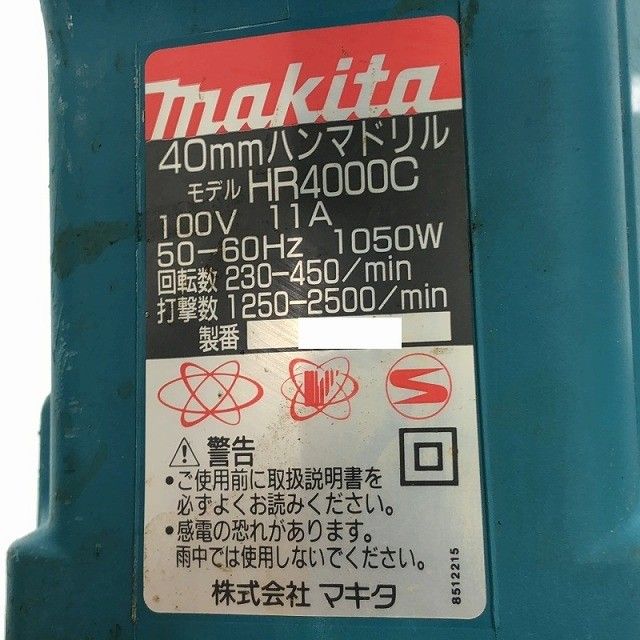 makita
40mmハンマドリル
モデル HR4000C
100V 11A
50-60Hz 1050W
回転数 230-450/min
打撃数 1250-2500/min
製番
警告
・ご使用前に取扱説明書を
必ずよくお読みください。
・感電の恐れがあります。
雨中では使用しないでください。
株式会社 マキタ
8512215